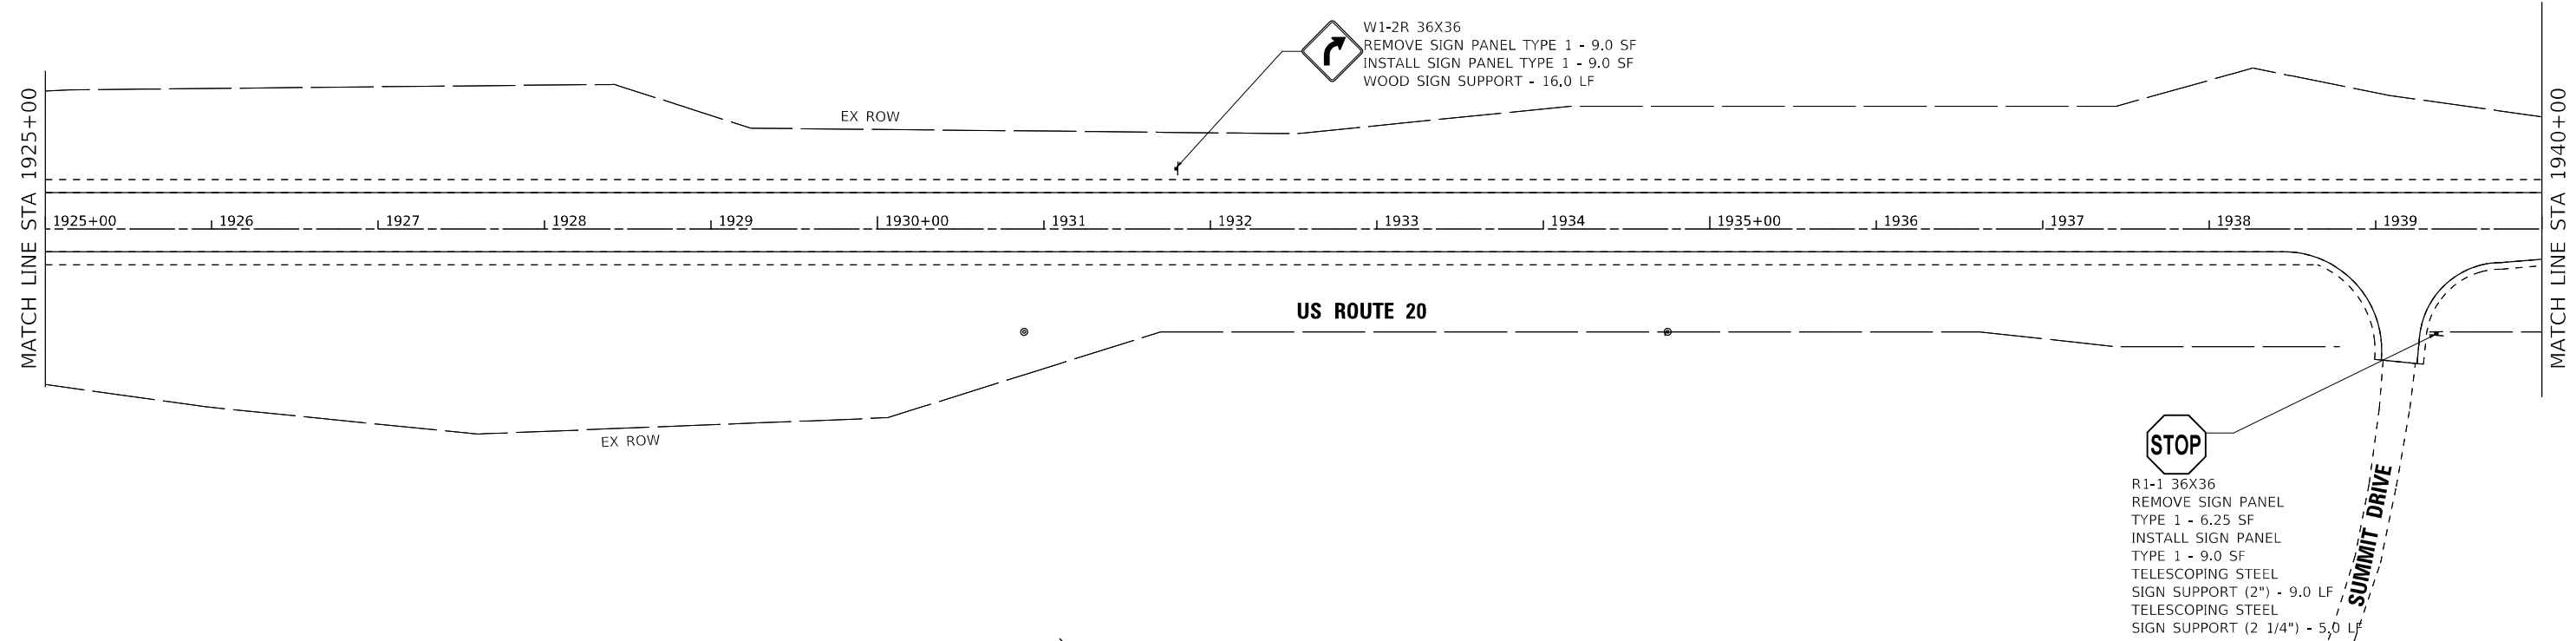 W1-2R 36X36
REMOVE SIGN PANEL TYPE 1 - 9.0 SF
INSTALL SIGN PANEL TYPE 1 - 9.0 SF
WOOD SIGN SUPPORT - 16.0 LF
MATCH LINE STA 1925+00
MATCH LINE STA 1940+00
EX ROW
1925+00 1926 1927 1928 1929 1930+00 1931 1932 1933 1934 1935+00 1936 1937 1938 1939
US ROUTE 20
EX ROW
STOP
R1-1 36X36
REMOVE SIGN PANEL
TYPE 1 - 6.25 SF
INSTALL SIGN PANEL
TYPE 1 - 9.0 SF
TELESCOPING STEEL
SIGN SUPPORT (2") - 9.0 LF
TELESCOPING STEEL
SIGN SUPPORT (2 1/4") - 5.0 LF
SUMMIT DRIVE